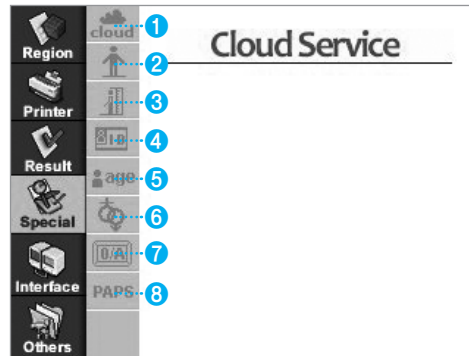 Region
Printer
Result
Special
Interface
Others
cloud
ID
age
O/A
PAPS
1
2
3
4
5
6
7
8
Cloud Service